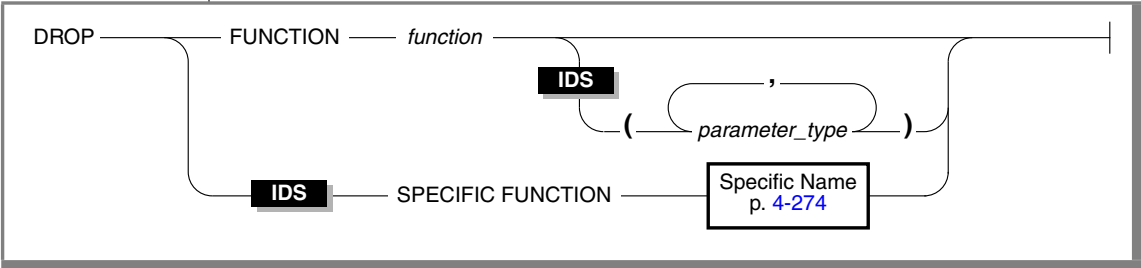 DROP FUNCTION function
IDS
,
( parameter_type )
IDS SPECIFIC FUNCTION Specific Name
p. 4-274